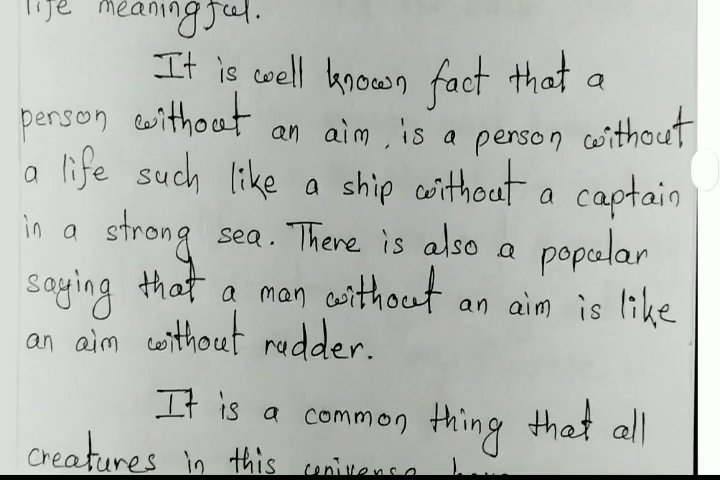 life meaningful.
It is well known fact that a
person without an aim, is a person without
a life such like a ship without a captain
in a strong sea. There is also a popular
saying that a man without an aim is like
an aim without rudder.
It is a common thing that all
creatures in this universe have